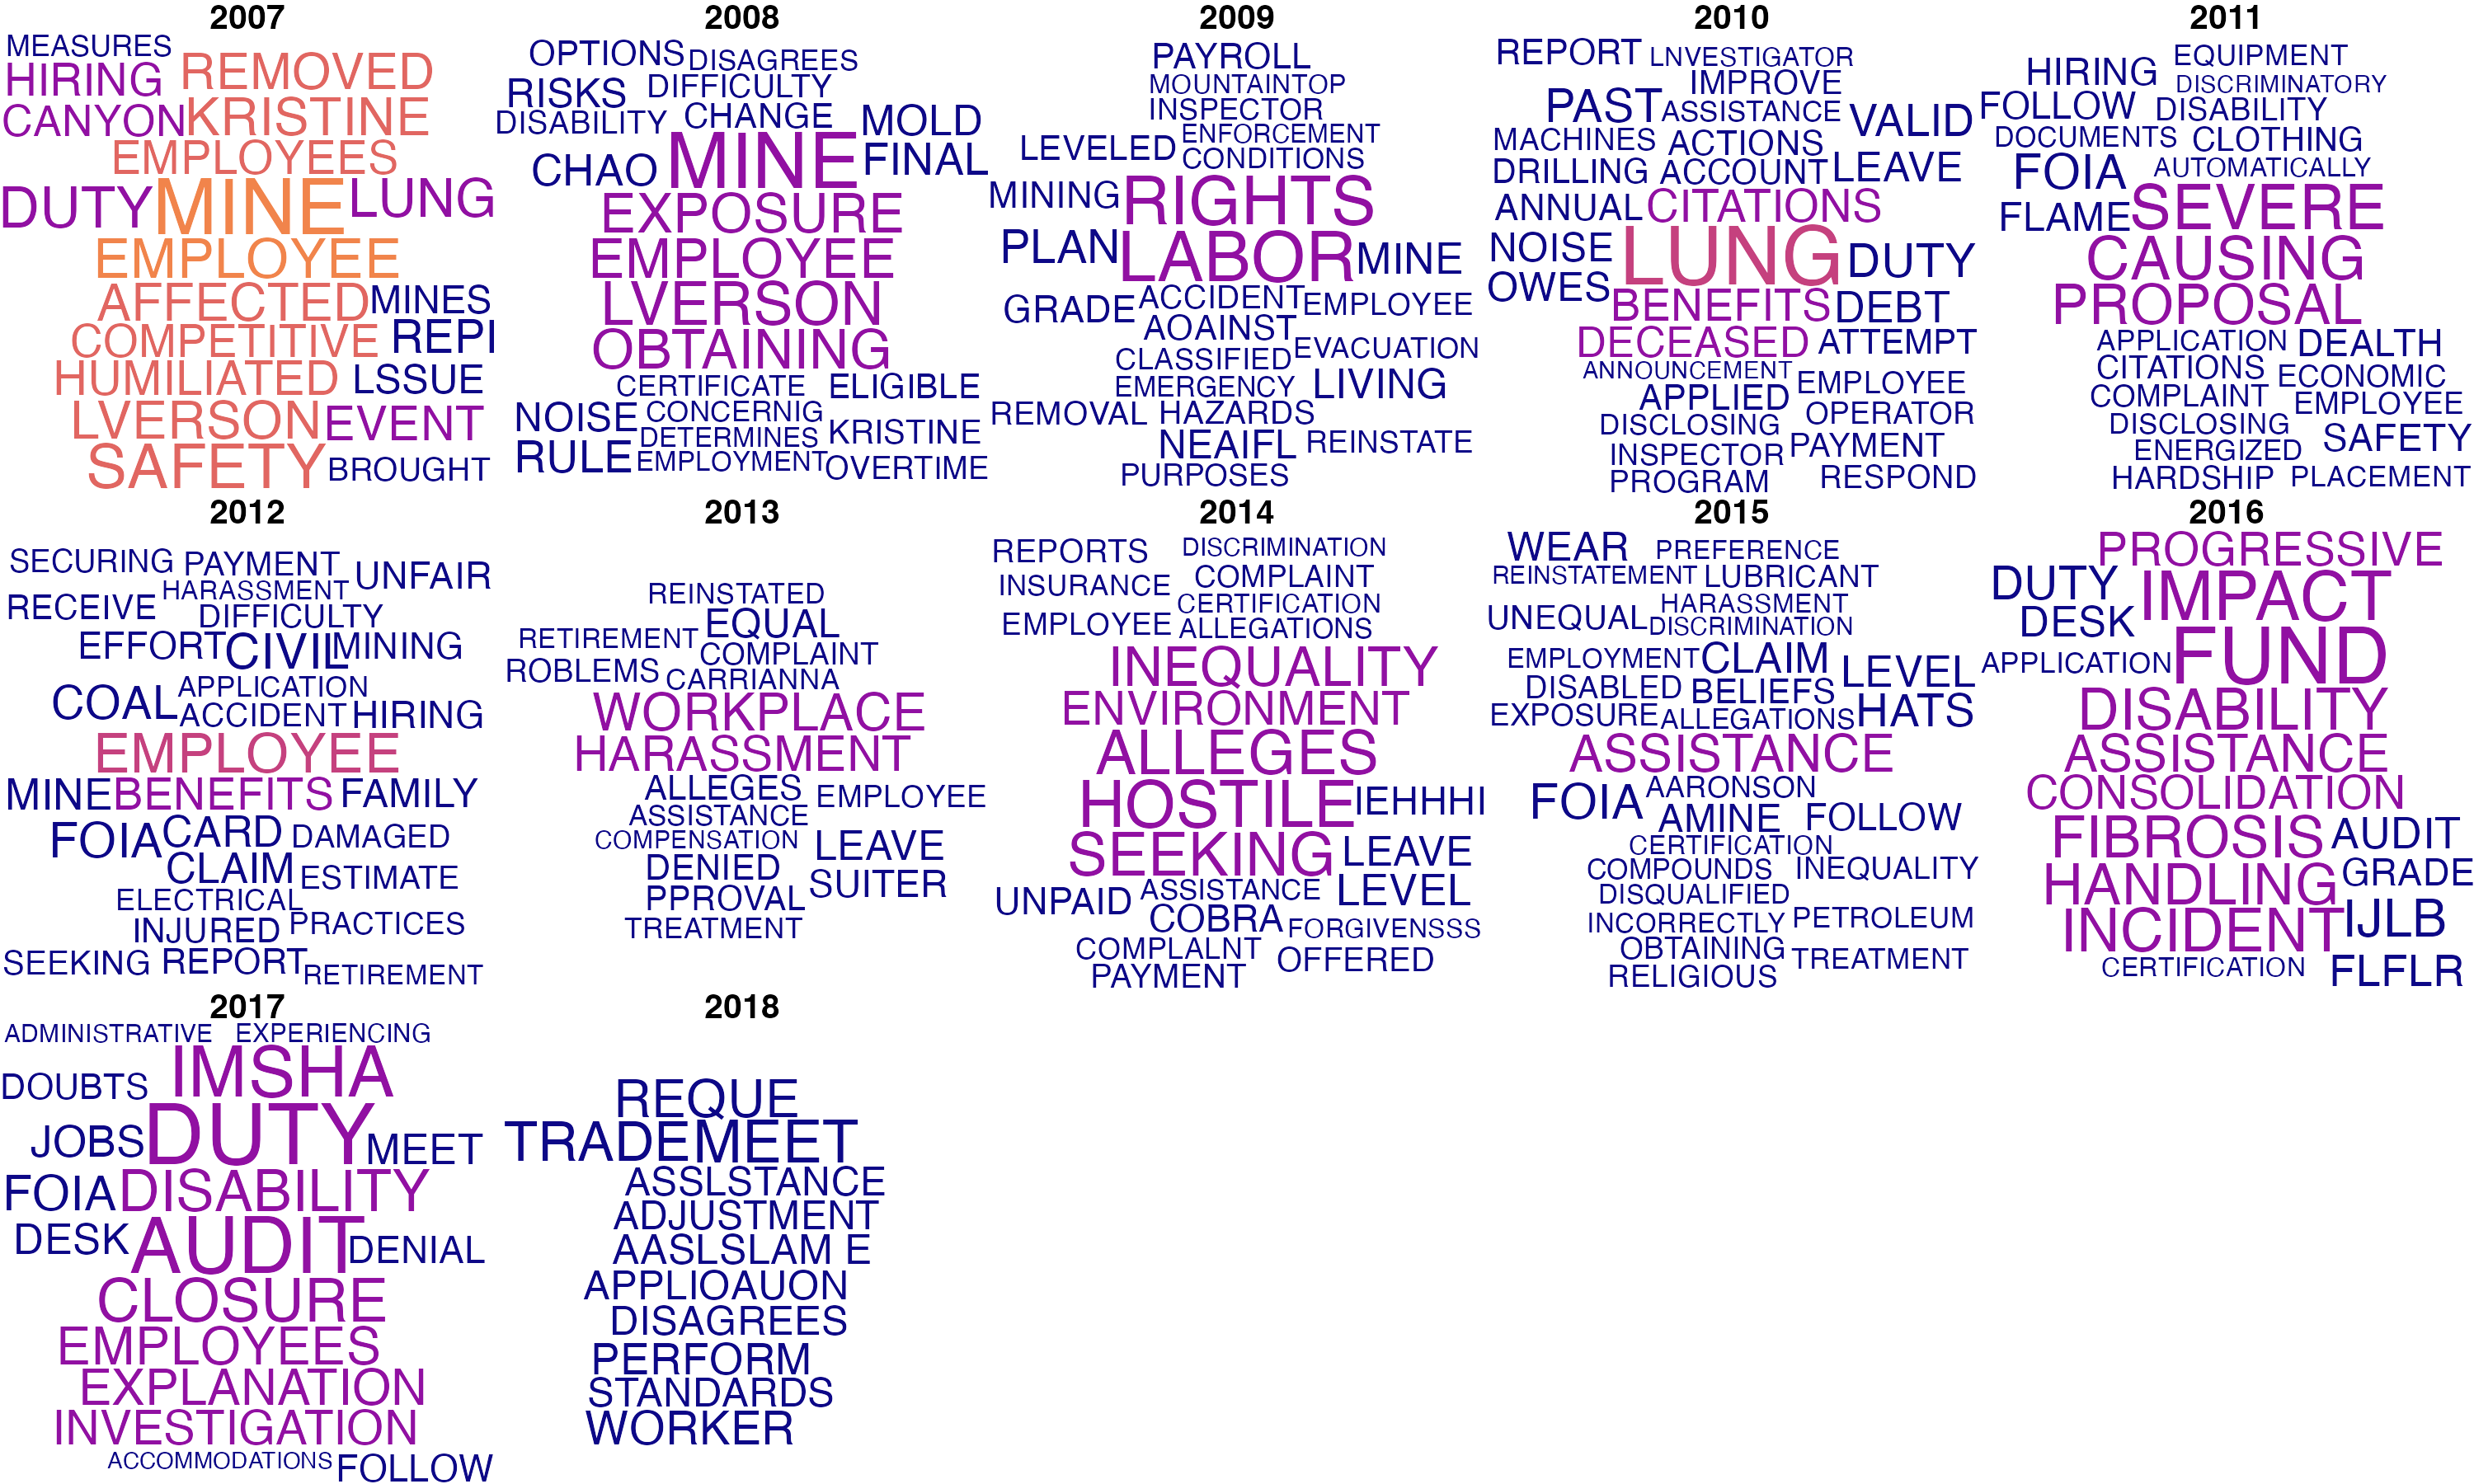 2007
MEASURES
HIRING REMOVED
CANYON KRISTINE
EMPLOYEES
DUTY MINE LUNG
EMPLOYEE
AFFECTED MINES
COMPETITIVE REPI
HUMILIATED LSSUE
LVERSON EVENT
SAFETY BROUGHT
2008
OPTIONS DISAGREES
RISKS DIFFICULTY
DISABILITY CHANGE MOLD
CHAO MINE FINAL
EXPOSURE
EMPLOYEE
LVERSON
OBTAINING
CERTIFICATE ELIGIBLE
NOISE CONCERNIG
DETERMINES KRISTINE
RULE EMPLOYMENT OVERTIME
2009
PAYROLL
MOUNTAINTOP
INSPECTOR
LEVELED ENFORCEMENT
CONDITIONS
MINING RIGHTS
PLAN LABOR MINE
GRADE ACCIDENT EMPLOYEE
AOAINST
CLASSIFIED EVACUATION
EMERGENCY LIVING
REMOVAL HAZARDS
NEAIFL REINSTATE
PURPOSES
2010
REPORT LNVESTIGATOR
IMPROVE
PAST ASSISTANCE VALID
MACHINES ACTIONS
DRILLING ACCOUNT LEAVE
ANNUAL CITATIONS
NOISE LUNG DUTY
OWES BENEFITS DEBT
DECEASED ATTEMPT
ANNOUNCEMENT EMPLOYEE
APPLIED OPERATOR
DISCLOSING
INSPECTOR PAYMENT
PROGRAM RESPOND
2011
EQUIPMENT
HIRING DISCRIMINATORY
FOLLOW DISABILITY
DOCUMENTS CLOTHING
FOIA AUTOMATICALLY
FLAME SEVERE
CAUSING
PROPOSAL
APPLICATION DEALTH
CITATIONS ECONOMIC
COMPLAINT EMPLOYEE
DISCLOSING SAFETY
ENERGIZED
HARDSHIP PLACEMENT
2012
SECURING PAYMENT UNFAIR
HARASSMENT
RECEIVE DIFFICULTY
EFFORT CIVIL MINING
COAL APPLICATION
ACCIDENT HIRING
EMPLOYEE
MINE BENEFITS FAMILY
FOIA CARD DAMAGED
CLAIM ESTIMATE
ELECTRICAL
INJURED PRACTICES
SEEKING REPORT RETIREMENT
2013
REINSTATED
RETIREMENT EQUAL
COMPLAINT
ROBLEMS CARRIANNA
WORKPLACE
HARASSMENT
ALLEGES EMPLOYEE
ASSISTANCE
COMPENSATION LEAVE
DENIED SUITER
PPROVAL
TREATMENT
2014
REPORTS DISCRIMINATION
INSURANCE COMPLAINT
CERTIFICATION
EMPLOYEE ALLEGATIONS
INEQUALITY
ENVIRONMENT
ALLEGES
HOSTILE IEHHHI
SEEKING LEAVE
UNPAID ASSISTANCE LEVEL
COBRA FORGIVENSSS
COMPLALNT OFFERED
PAYMENT
2015
WEAR PREFERENCE
REINSTATEMENT LUBRICANT
UNEQUAL HARASSMENT
DISCRIMINATION
EMPLOYMENT CLAIM LEVEL
DISABLED BELIEFS
EXPOSURE ALLEGATIONS HATS
ASSISTANCE
FOIA AARONSON
AMINE FOLLOW
CERTIFICATION
COMPOUNDS INEQUALITY
DISQUALIFIED
INCORRECTLY PETROLEUM
OBTAINING TREATMENT
RELIGIOUS
2016
PROGRESSIVE
DUTY IMPACT
DESK FUND
APPLICATION
DISABILITY
ASSISTANCE
CONSOLIDATION
FIBROSIS AUDIT
HANDLING GRADE
INCIDENT IJLB
CERTIFICATION FLFLR
2017
ADMINISTRATIVE EXPERIENCING
DOUBTS IMSHA
JOBS DUTY MEET
FOIA DISABILITY
DESK AUDIT DENIAL
CLOSURE
EMPLOYEES
EXPLANATION
INVESTIGATION
ACCOMMODATIONS FOLLOW
2018
REQUE
TRADE MEET
ASSLSTANCE
ADJUSTMENT
AASLSLAM E
APPLIOAUON
DISAGREES
PERFORM
STANDARDS
WORKER